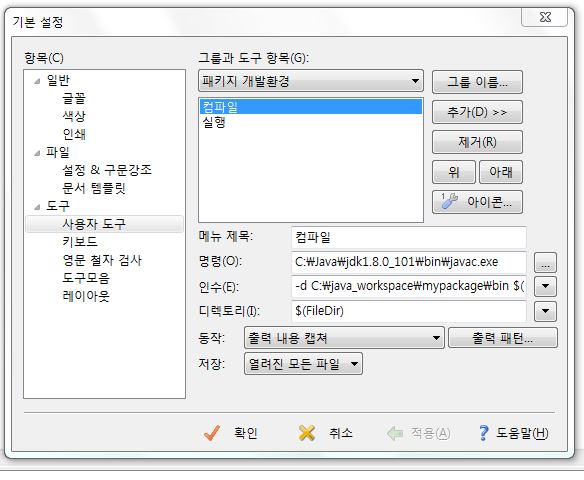 기본 설정
항목(C)
일반
글꼴
색상
인쇄
파일
설정 & 구문강조
문서 템플릿
도구
사용자 도구
키보드
영문 철자 검사
도구모음
레이아웃
그룹과 도구 항목(G):
패키지 개발환경
그룹 이름...
컴파일
실행
추가(D) >>
제거(R)
위
아래
아이콘...
메뉴 제목:
컴파일
명령(O):
C:₩Java₩jdk1.8.0_101₩bin₩javac.exe
...
인수(E):
-d C:₩java_workspace₩mypackage₩bin $(
디렉토리(I):
$(FileDir)
동작:
출력 내용 캡쳐
출력 패턴...
저장:
열려진 모든 파일
확인
취소
적용(A)
도움말(H)